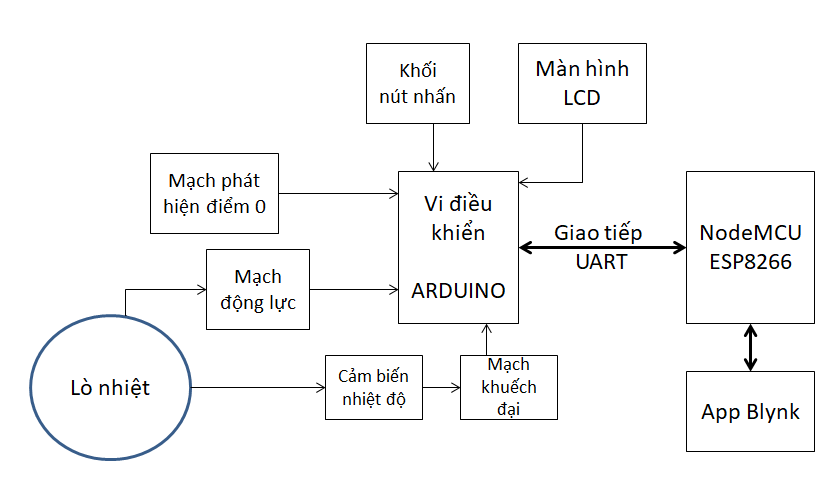 Khối
nút nhấn
Màn hình
LCD
Mạch phát
hiện điểm 0
Vi điều
khiển
ARDUINO
Giao tiếp
UART
NodeMCU
ESP8266
Mạch
động lực
Lò nhiệt
Cảm biến
nhiệt độ
Mạch
khuếch
đại
App Blynk